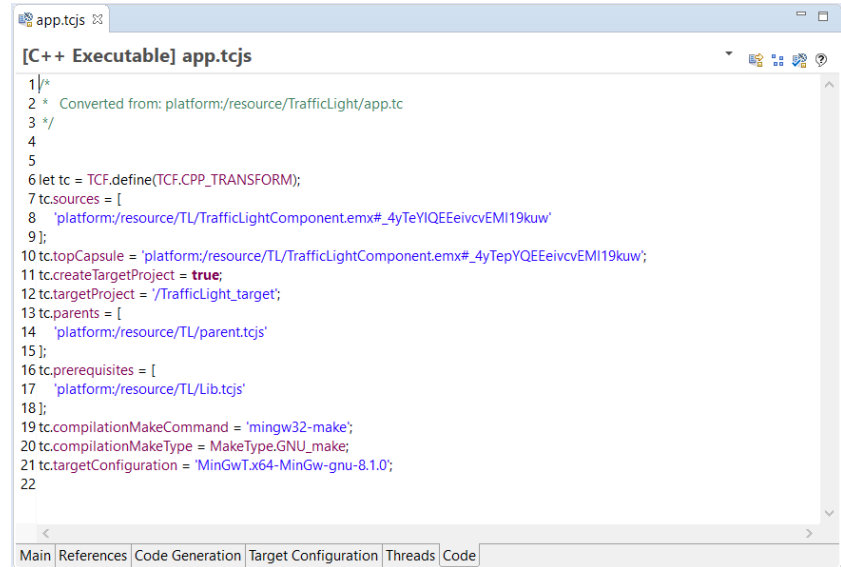 app.tcjs
[C++ Executable] app.tcjs
1 /*
2 *   Converted from: platform:/resource/TrafficLight/app.tc
3 */
4
5
6 let tc = TCF.define(TCF.CPP_TRANSFORM);
7 tc.sources = [
8     'platform:/resource/TL/TrafficLightComponent.emx#_4yTeYIQEEeivcvEMI19kuw'
9 ];
10 tc.topCapsule = 'platform:/resource/TL/TrafficLightComponent.emx#_4yTepYQEEeivcvEMI19kuw';
11 tc.createTargetProject = true;
12 tc.targetProject = '/TrafficLight_target';
13 tc.parents = [
14     'platform:/resource/TL/parent.tcjs'
15 ];
16 tc.prerequisites = [
17     'platform:/resource/TL/Lib.tcjs'
18 ];
19 tc.compilationMakeCommand = 'mingw32-make';
20 tc.compilationMakeType = MakeType.GNU_make;
21 tc.targetConfiguration = 'MinGwT.x64-MinGw-gnu-8.1.0';
22
Main References Code Generation Target Configuration Threads Code